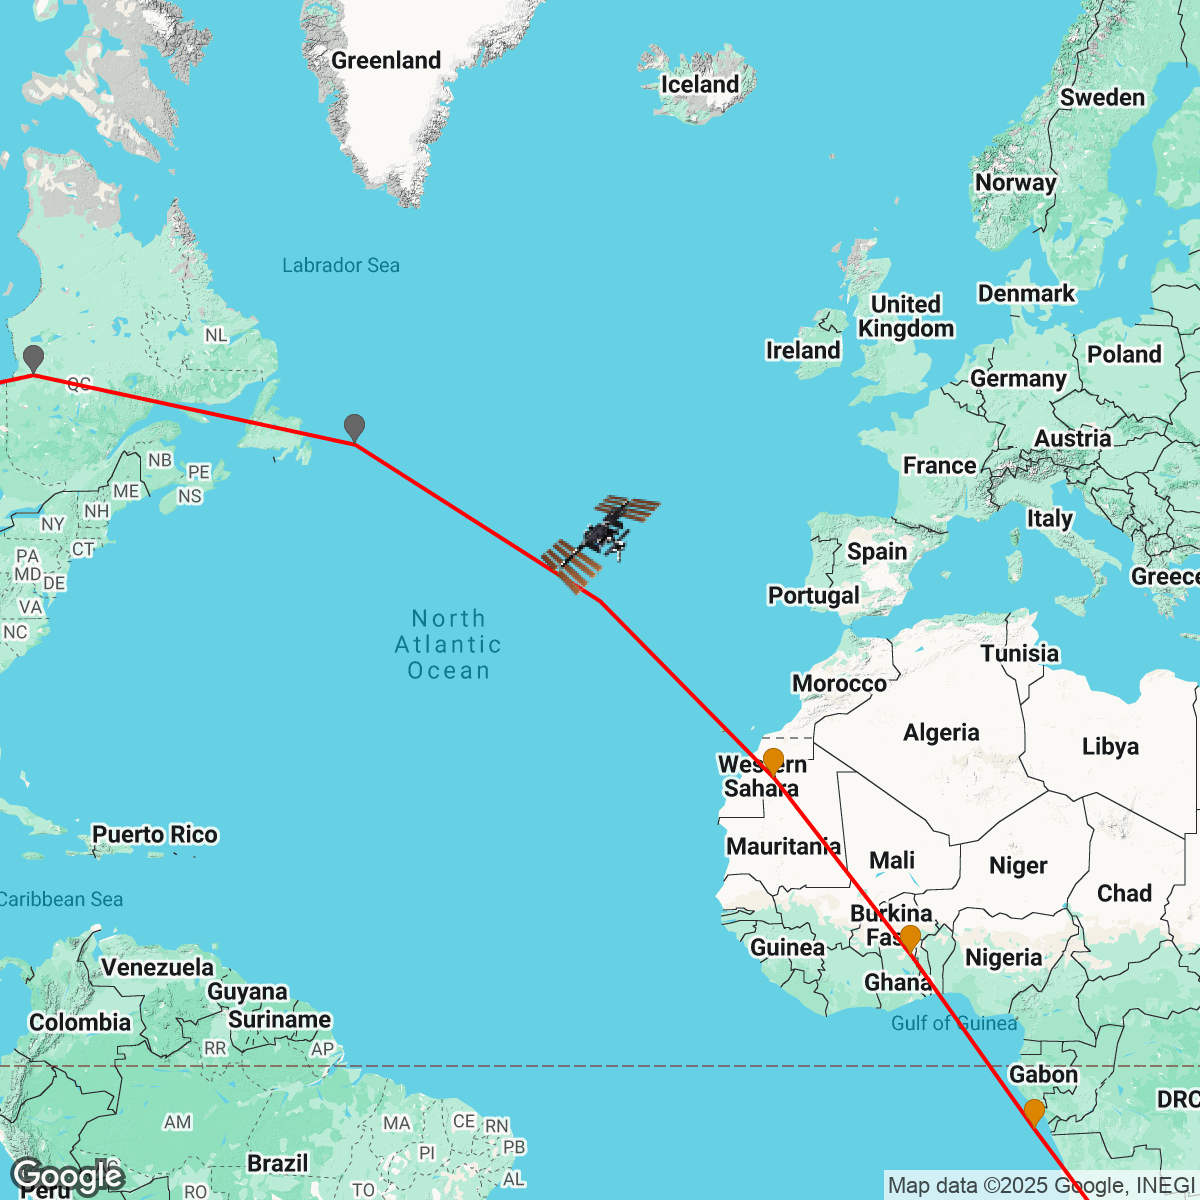 Greenland
Iceland
Sweden
Norway
Labrador Sea
Denmark
United
Kingdom
NL
Ireland
Poland
Germany
QC
Austria
NB
France
PE
ME
NS
NH
NY
Italy
CT
Spain
PA
MD
DE
Greece
Portugal
VA
North
Atlantic
Ocean
NC
Tunisia
Morocco
Algeria
Libya
Western
Sahara
Puerto Rico
Mauritania
Mali
Niger
Chad
Caribbean Sea
Burkina
Faso
Guinea
Nigeria
Venezuela
Ghana
Guyana
Suriname
Colombia
Gulf of Guinea
RR
AP
Gabon
DRC
AM
MA
CE
RN
PI
PB
Brazil
AL
Google
Peru
RO
TO
Map data ©2025 Google, INEGI